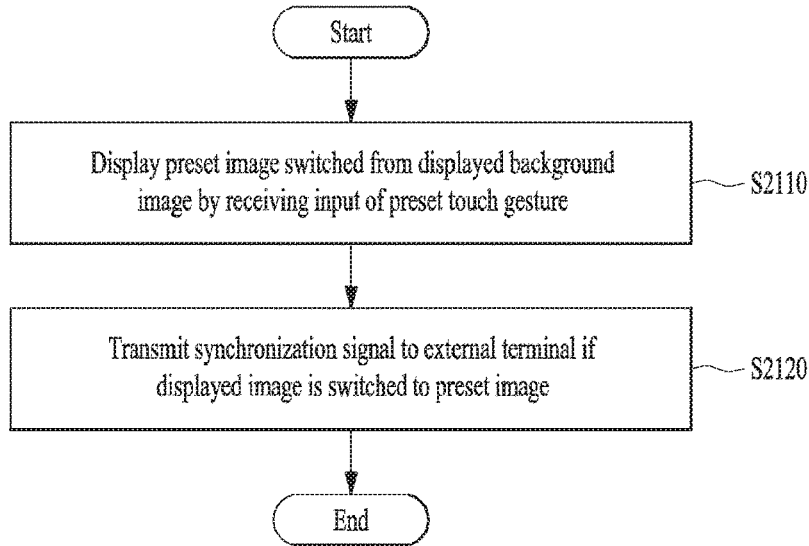 Start
Display preset image switched from displayed background
image by receiving input of preset touch gesture
S2110
Transmit synchronization signal to external terminal if
displayed image is switched to preset image
S2120
End